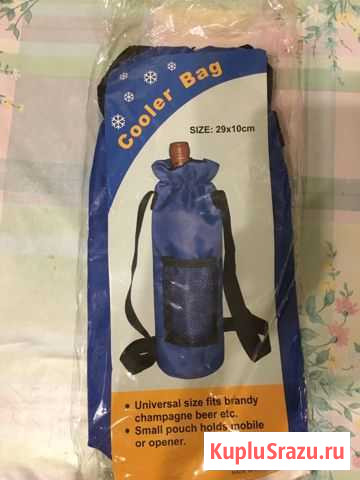 Cooler Bag
SIZE: 29x10cm
• Universal size fits brandy
champagne beer etc.
• Small pouch holds mobile
or opener.
KupluSrazu.ru